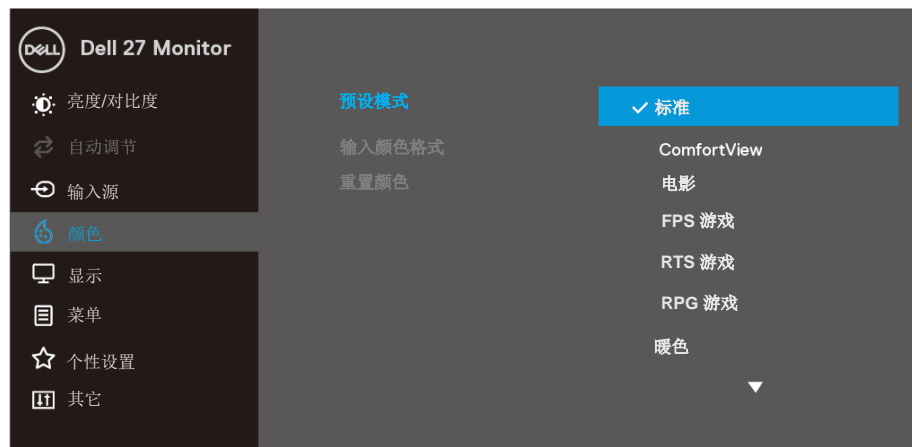 DELL Dell 27 Monitor
亮度/对比度
自动调节
输入源
颜色
显示
菜单
个性设置
其它
预设模式
输入颜色格式
重置颜色
标准
ComfortView
电影
FPS 游戏
RTS 游戏
RPG 游戏
暖色